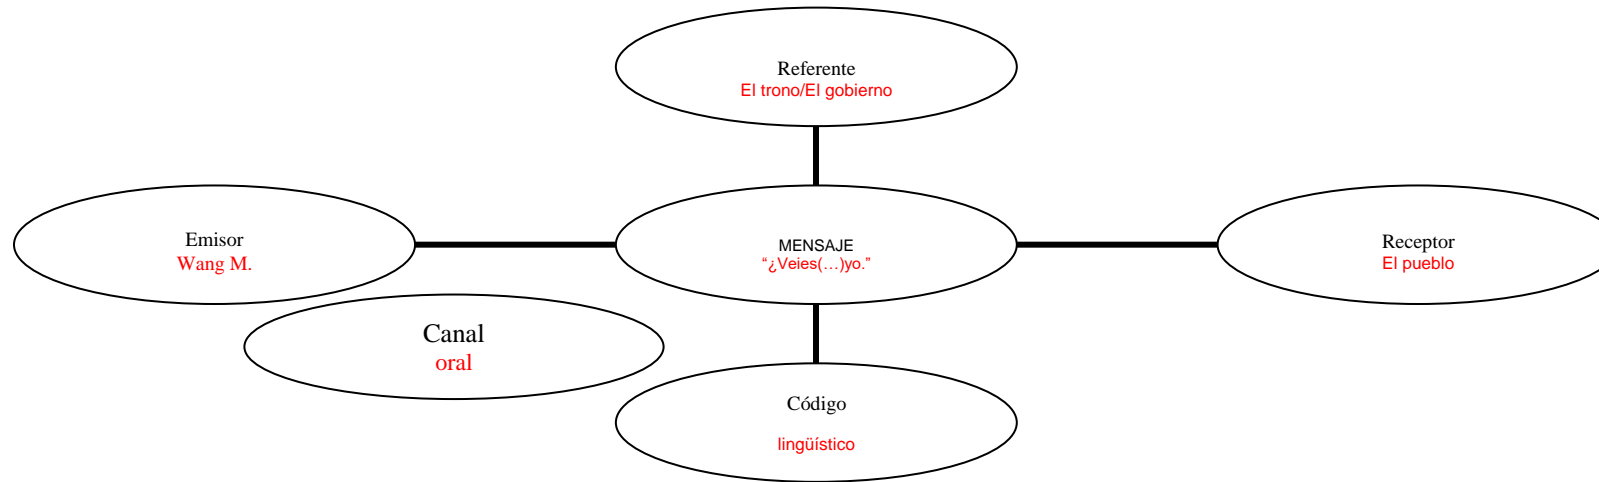 Referente
El trono/El gobierno
Emisor
Wang M.
MENSAJE
“¿Veies(…)yo.”
Receptor
El pueblo
Canal
oral
Código
lingüístico